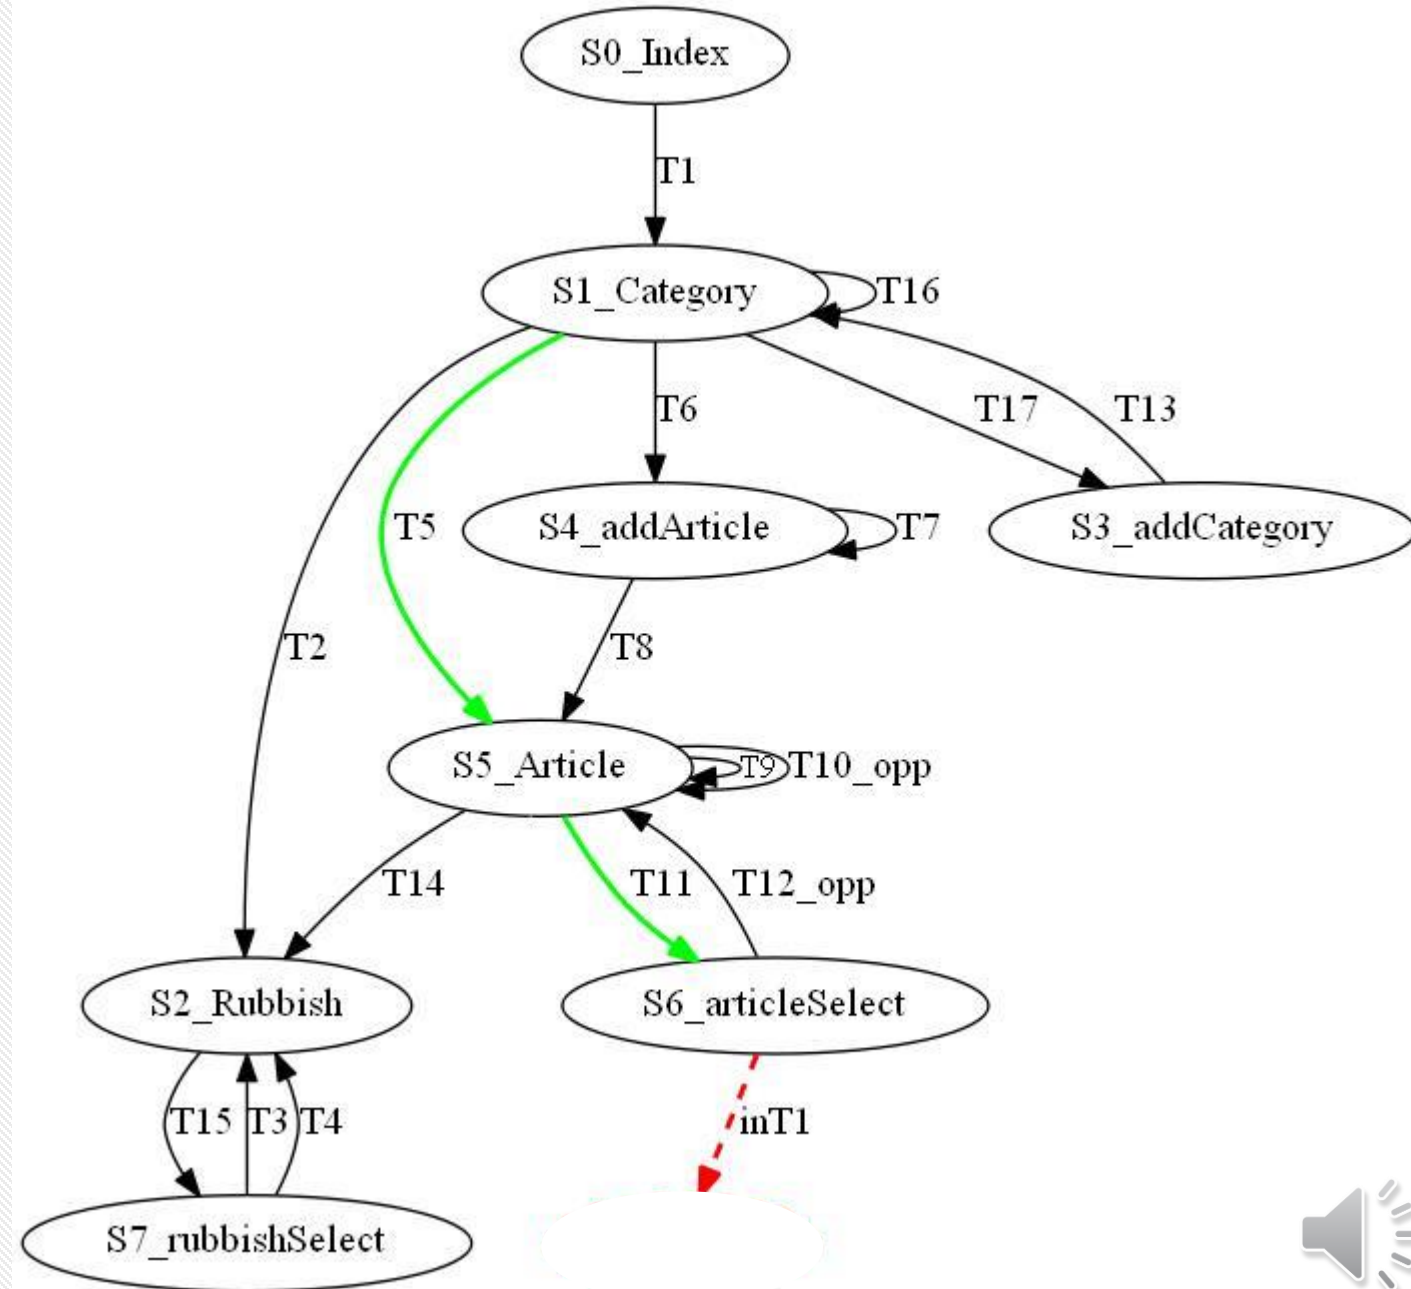 S0_Index
T1
S1_Category
T16
T6
T17
T13
T5
S4_addArticle
T7
S3_addCategory
T2
T8
S5_Article
T9
T10_opp
T14
T11
T12_opp
S2_Rubbish
S6_articleSelect
T15
T3
T4
inT1
S7_rubbishSelect